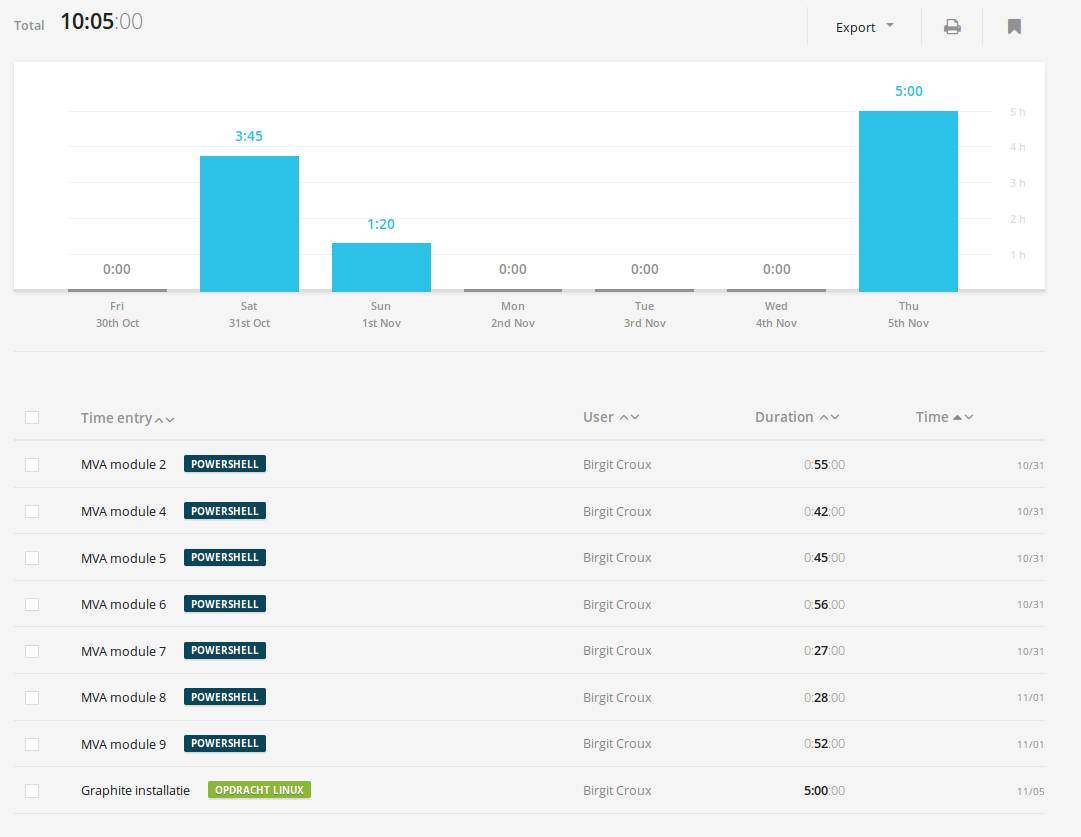 Total 10:05:00 Export
5:00
5 h
3:45
4 h
3 h
1:20
2 h
1 h
0:00 0:00 0:00 0:00
Fri Sat Sun Mon Tue Wed Thu
30th Oct 31st Oct 1st Nov 2nd Nov 3rd Nov 4th Nov 5th Nov
Time entry User Duration Time
MVA module 2 POWERSHELL Birgit Croux 0:55:00 10/31
MVA module 4 POWERSHELL Birgit Croux 0:42:00 10/31
MVA module 5 POWERSHELL Birgit Croux 0:45:00 10/31
MVA module 6 POWERSHELL Birgit Croux 0:56:00 10/31
MVA module 7 POWERSHELL Birgit Croux 0:27:00 10/31
MVA module 8 POWERSHELL Birgit Croux 0:28:00 11/01
MVA module 9 POWERSHELL Birgit Croux 0:52:00 11/01
Graphite installatie OPDRACHT LINUX Birgit Croux 5:00:00 11/05